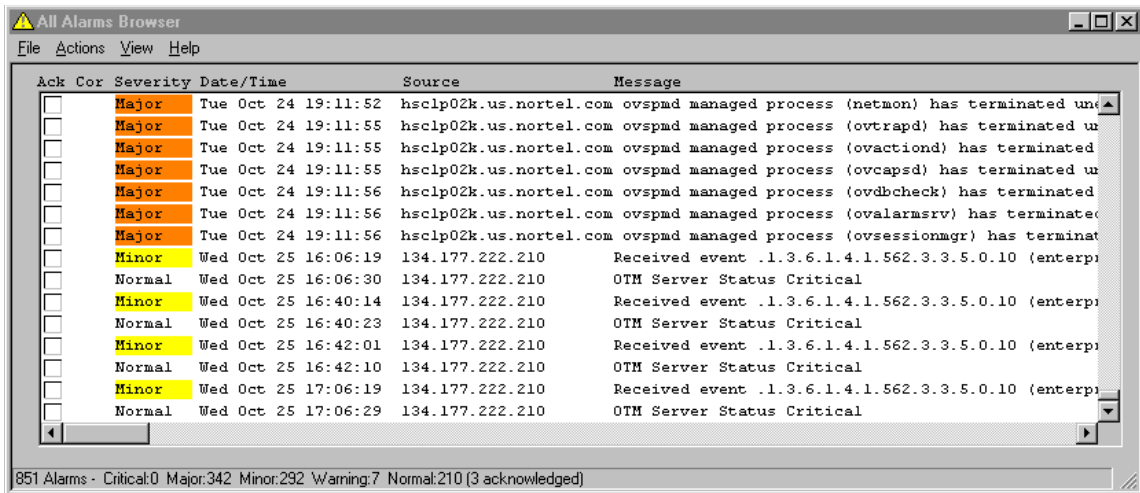 All Alarms Browser
File Actions View Help
Ack Cor Severity Date/Time Source Message
Major Tue Oct 24 19:11:52 hsclp02k.us.nortel.com ovspmd managed process (netmon) has terminated une
Major Tue Oct 24 19:11:55 hsclp02k.us.nortel.com ovspmd managed process (ovtrapd) has terminated un
Major Tue Oct 24 19:11:55 hsclp02k.us.nortel.com ovspmd managed process (ovactiond) has terminated
Major Tue Oct 24 19:11:55 hsclp02k.us.nortel.com ovspmd managed process (ovcapsd) has terminated un
Major Tue Oct 24 19:11:56 hsclp02k.us.nortel.com ovspmd managed process (ovdbcheck) has terminated
Major Tue Oct 24 19:11:56 hsclp02k.us.nortel.com ovspmd managed process (ovalarmsrv) has terminated
Major Tue Oct 24 19:11:56 hsclp02k.us.nortel.com ovspmd managed process (ovsessionmgr) has terminat
Minor Wed Oct 25 16:06:19 134.177.222.210 Received event .1.3.6.1.4.1.562.3.3.5.0.10 (enterpr
Normal Wed Oct 25 16:06:30 134.177.222.210 OTM Server Status Critical
Minor Wed Oct 25 16:40:14 134.177.222.210 Received event .1.3.6.1.4.1.562.3.3.5.0.10 (enterpr
Normal Wed Oct 25 16:40:23 134.177.222.210 OTM Server Status Critical
Minor Wed Oct 25 16:42:01 134.177.222.210 Received event .1.3.6.1.4.1.562.3.3.5.0.10 (enterpr
Normal Wed Oct 25 16:42:10 134.177.222.210 OTM Server Status Critical
Minor Wed Oct 25 17:06:19 134.177.222.210 Received event .1.3.6.1.4.1.562.3.3.5.0.10 (enterpr
Normal Wed Oct 25 17:06:29 134.177.222.210 OTM Server Status Critical
851 Alarms - Critical:0 Major:342 Minor:292 Warning:7 Normal:210 (3 acknowledged)